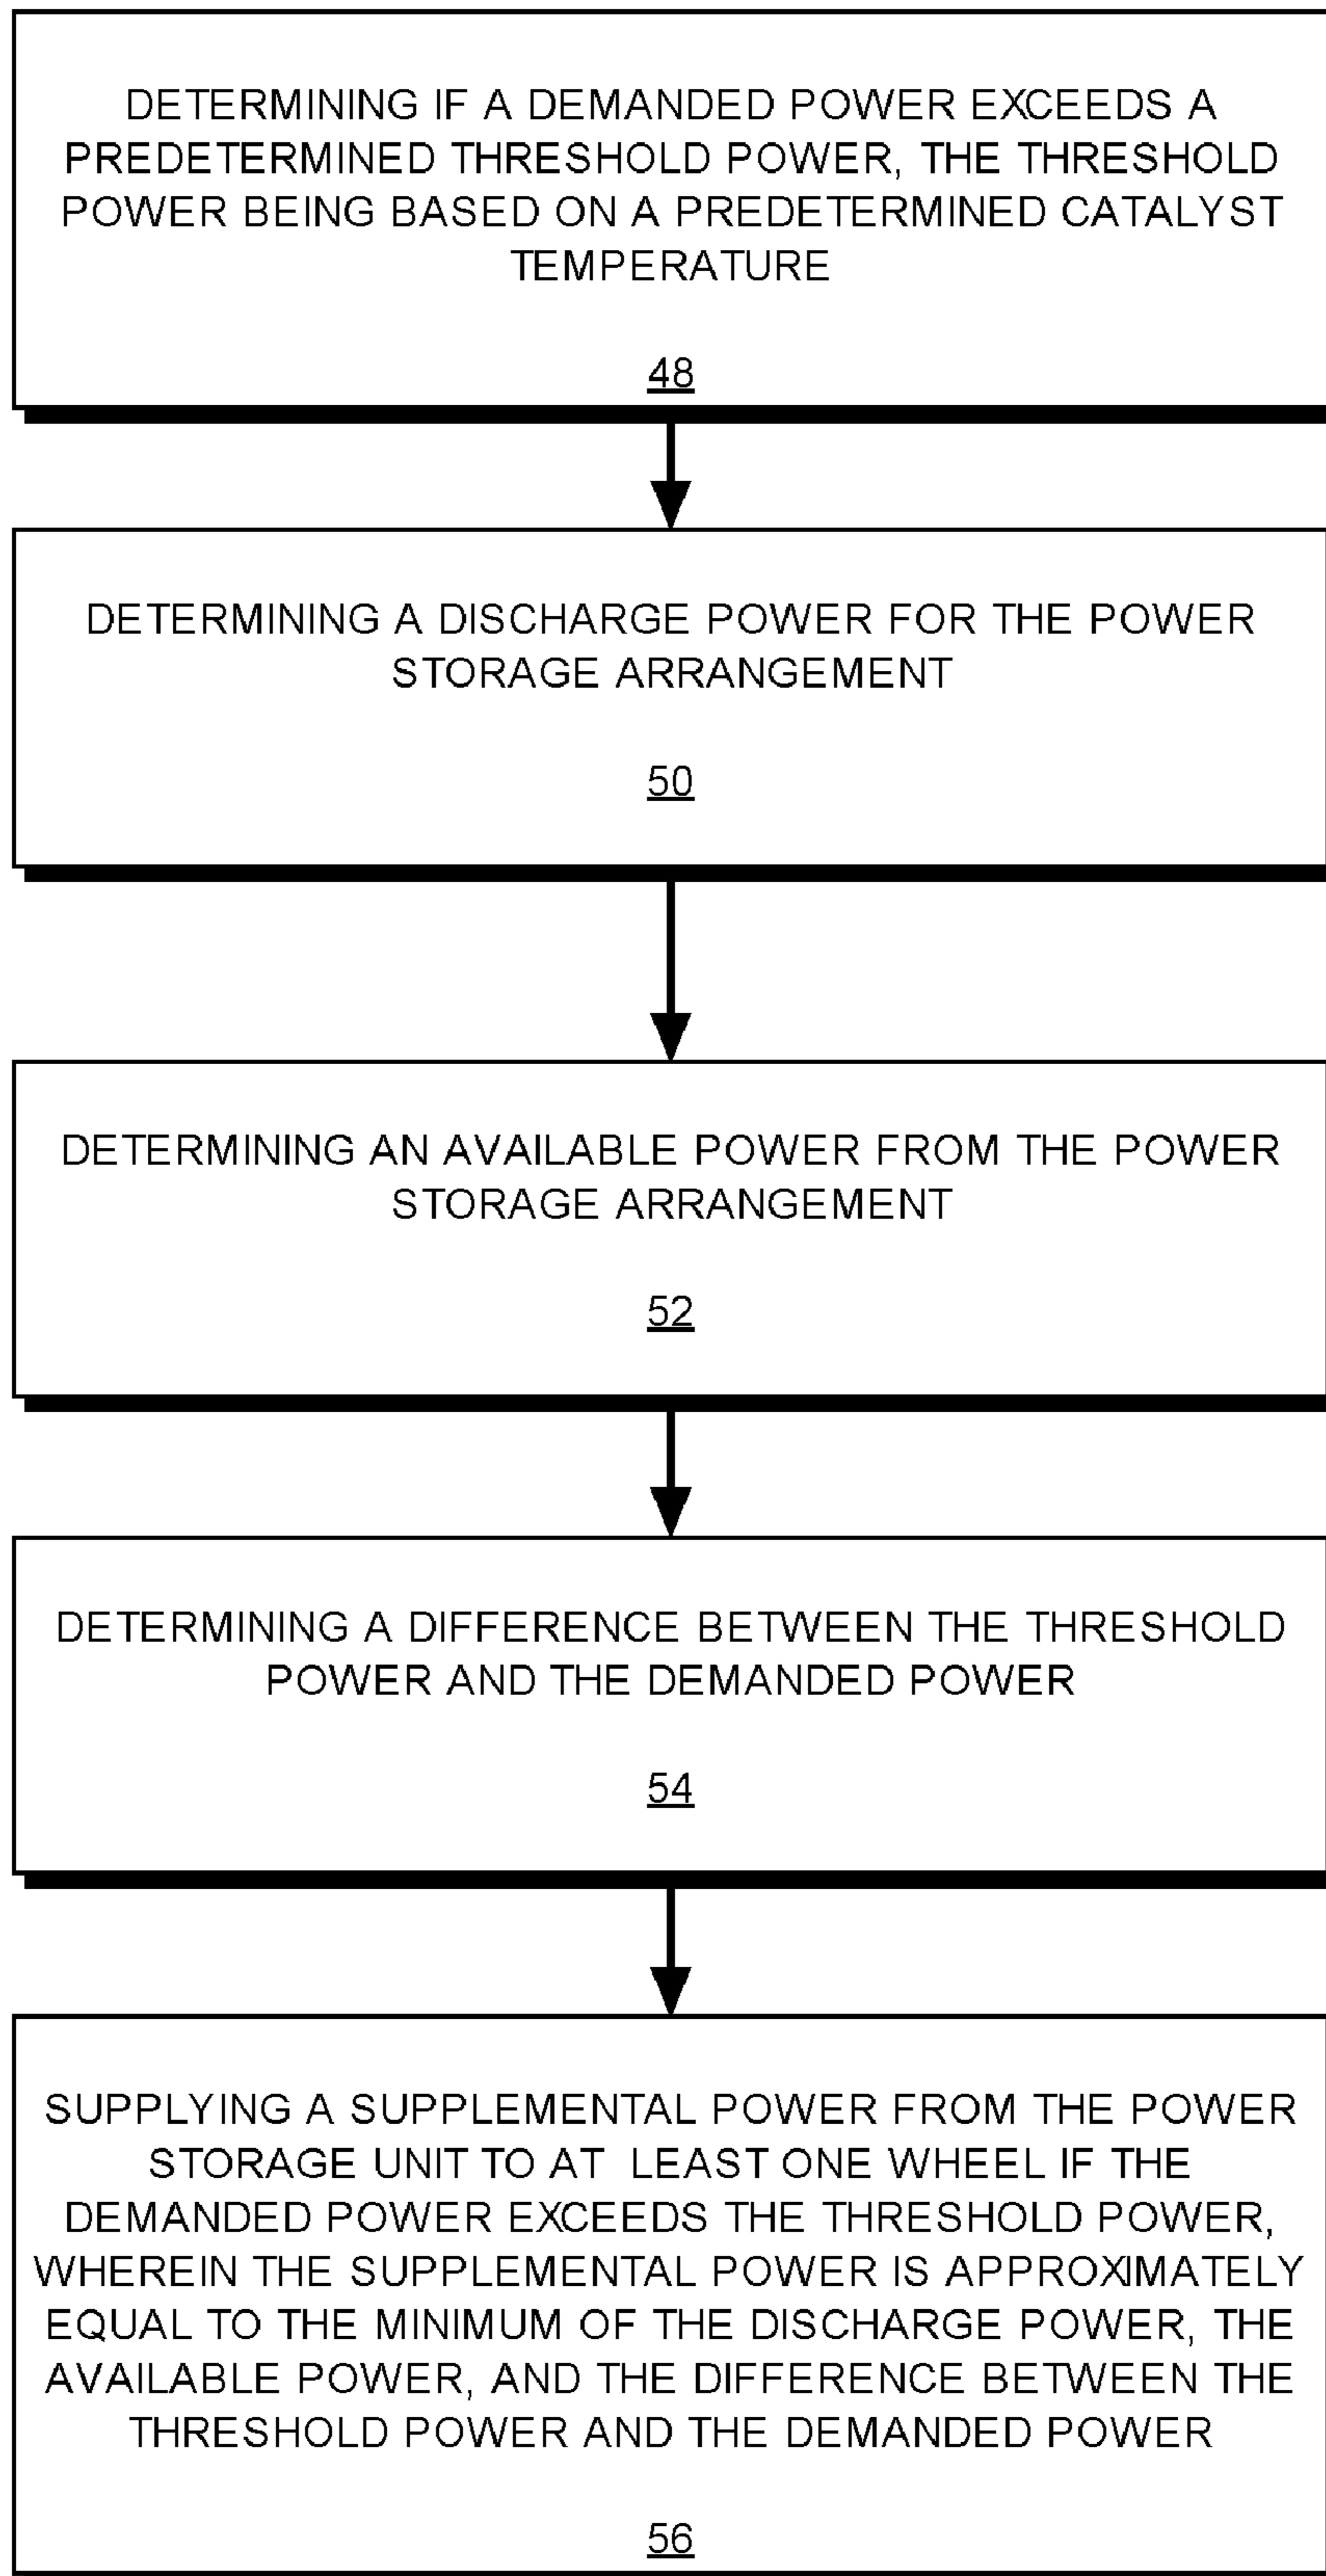 DETERMINING IF A DEMANDED POWER EXCEEDS A
PREDETERMINED THRESHOLD POWER, THE THRESHOLD
POWER BEING BASED ON A PREDETERMINED CATALYST
TEMPERATURE
48
DETERMINING A DISCHARGE POWER FOR THE POWER
STORAGE ARRANGEMENT
50
DETERMINING AN AVAILABLE POWER FROM THE POWER
STORAGE ARRANGEMENT
52
DETERMINING A DIFFERENCE BETWEEN THE THRESHOLD
POWER AND THE DEMANDED POWER
54
SUPPLYING A SUPPLEMENTAL POWER FROM THE POWER
STORAGE UNIT TO AT LEAST ONE WHEEL IF THE
DEMANDED POWER EXCEEDS THE THRESHOLD POWER,
WHEREIN THE SUPPLEMENTAL POWER IS APPROXIMATELY
EQUAL TO THE MINIMUM OF THE DISCHARGE POWER, THE
AVAILABLE POWER, AND THE DIFFERENCE BETWEEN THE
THRESHOLD POWER AND THE DEMANDED POWER
56